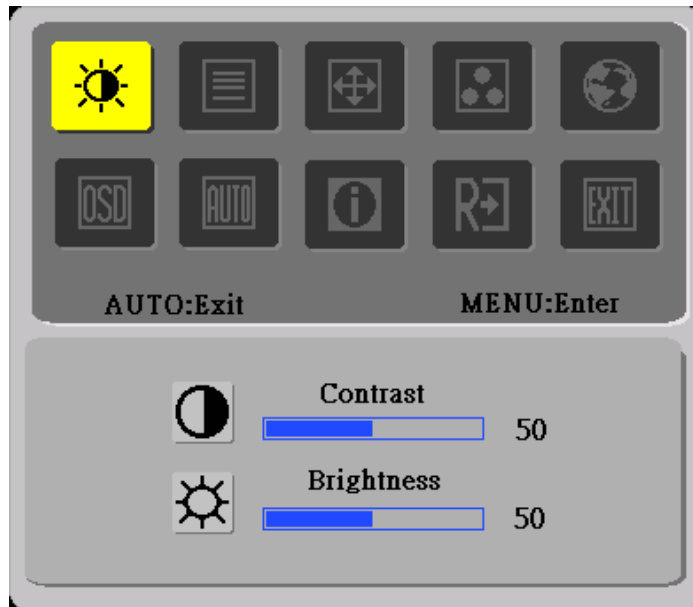 OSD AUTO i R EXIT
AUTO:Exit MENU:Enter
Contrast
50
Brightness
50